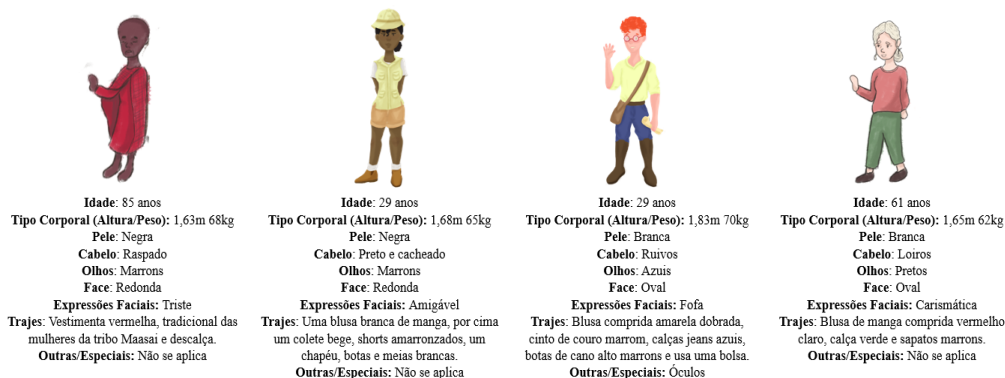 Idade: 85 anos
Tipo Corporal (Altura/Peso): 1,63m 68kg
Pele: Negra
Cabelo: Raspado
Olhos: Marrons
Face: Redonda
Expressões Faciais: Triste
Trajes: Vestimenta vermelha, tradicional das
mulheres da tribo Maasai e descalça.
Outras/Especiais: Não se aplica
Idade: 29 anos
Tipo Corporal (Altura/Peso): 1,68m 65kg
Pele: Negra
Cabelo: Preto e cacheado
Olhos: Marrons
Face: Redonda
Expressões Faciais: Amigável
Trajes: Uma blusa branca de manga, por cima
um colete bege, shorts amarronzados, um
chapéu, botas e meias brancas.
Outras/Especiais: Não se aplica
Idade: 29 anos
Tipo Corporal (Altura/Peso): 1,83m 70kg
Pele: Branca
Cabelo: Ruivos
Olhos: Azuis
Face: Oval
Expressões Faciais: Fofa
Trajes: Blusa comprida amarela dobrada,
cinto de couro marrom, calças jeans azuis,
botas de cano alto marrons e usa uma bolsa.
Outras/Especiais: Óculos
Idade: 61 anos
Tipo Corporal (Altura/Peso): 1,65m 62kg
Pele: Branca
Cabelo: Loiros
Olhos: Pretos
Face: Oval
Expressões Faciais: Carismática
Trajes: Blusa de manga comprida vermelho
claro, calça verde e sapatos marrons.
Outras/Especiais: Não se aplica